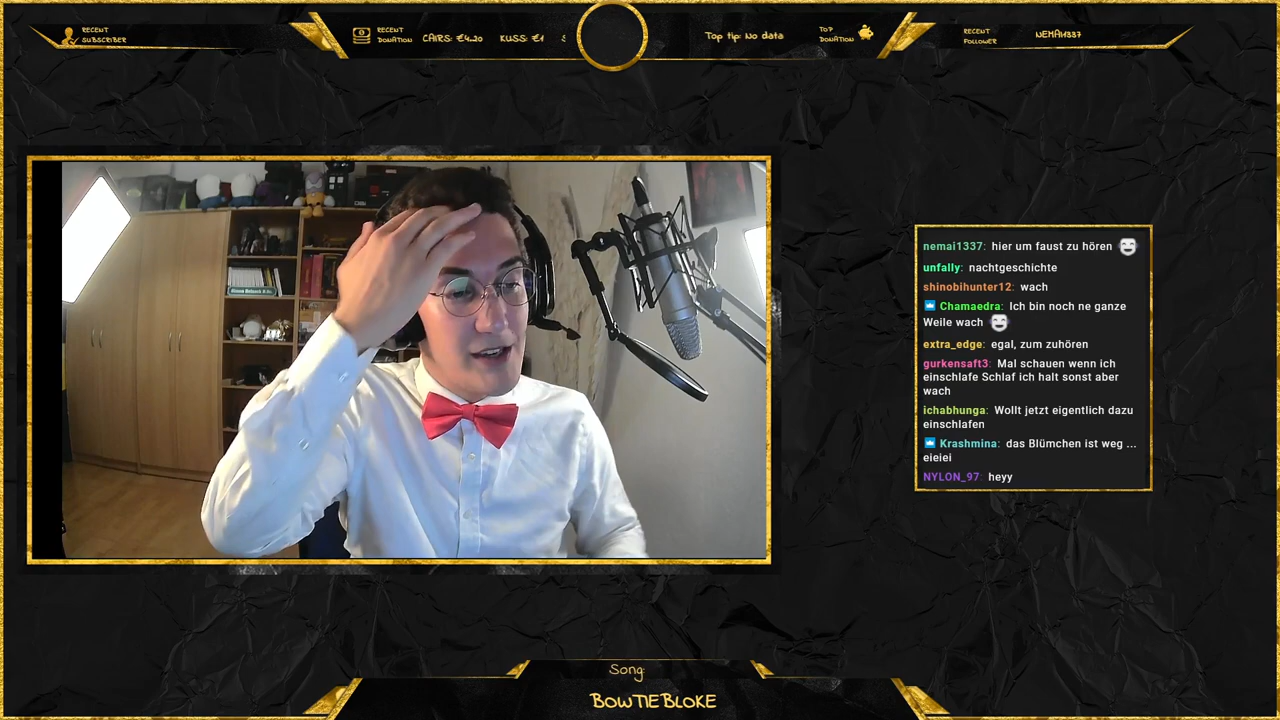 RECENT
SUBSCRIBER
RECENT
DONATION
CAIRS: €4.20 KUSS: €1
Top tip: No data
TOP
DONATION
RECENT
FOLLOWER
NEMAI1337
nemai1337: hier um faust zu hören
unfally: nachtgeschichte
shinobihunter12: wach
Chamaedra: Ich bin noch ne ganze
Weile wach
extra_edge: egal, zum zuhören
gurkensaft3: Mal schauen wenn ich
einschlafe Schlaf ich halt sonst aber
wach
ichabhunga: Wollt jetzt eigentlich dazu
einschlafen
Krashmina: das Blümchen ist weg ...
eieiei
NYLON_97: heyy
Song:
BOWTIEBLOKE